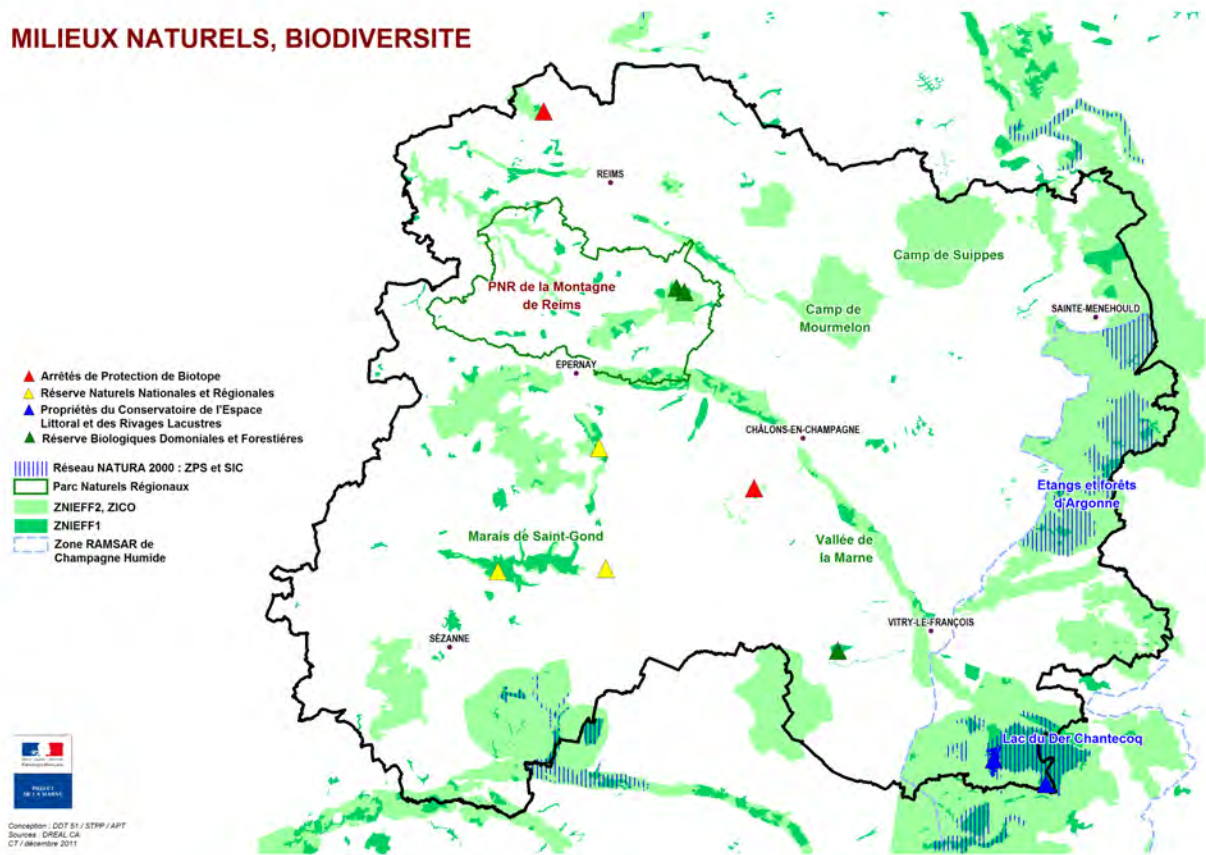 MILIEUX NATURELS, BIODIVERSITE
REIMS
Camp de Suippes
PNR de la Montagne
de Reims
Camp de
Mourmelon
SAINTE-MENEHOULD
ÉPERNAY
Arrêtés de Protection de Biotope
Réserve Naturels Nationales et Régionales
Propriétés du Conservatoire de l'Espace
Littoral et des Rivages Lacustres
Réserve Biologiques Domoniales et Forestiéres
CHÂLONS-EN-CHAMPAGNE
Réseau NATURA 2000 : ZPS et SIC
Parc Naturels Régionaux
ZNIEFF2, ZICO
ZNIEFF1
Zone RAMSAR de
Champagne Humide
Etangs et forêts
d'Argonne
Marais de Saint-Gond
Vallée de
la Marne
VITRY-LE-FRANÇOIS
SÉZANNE
Lac du Der Chantecoq
PREFET
DE LA MARNE
Conception : DDT 51 / STPP / APT
Sources : DREAL CA
CT / décembre 2011